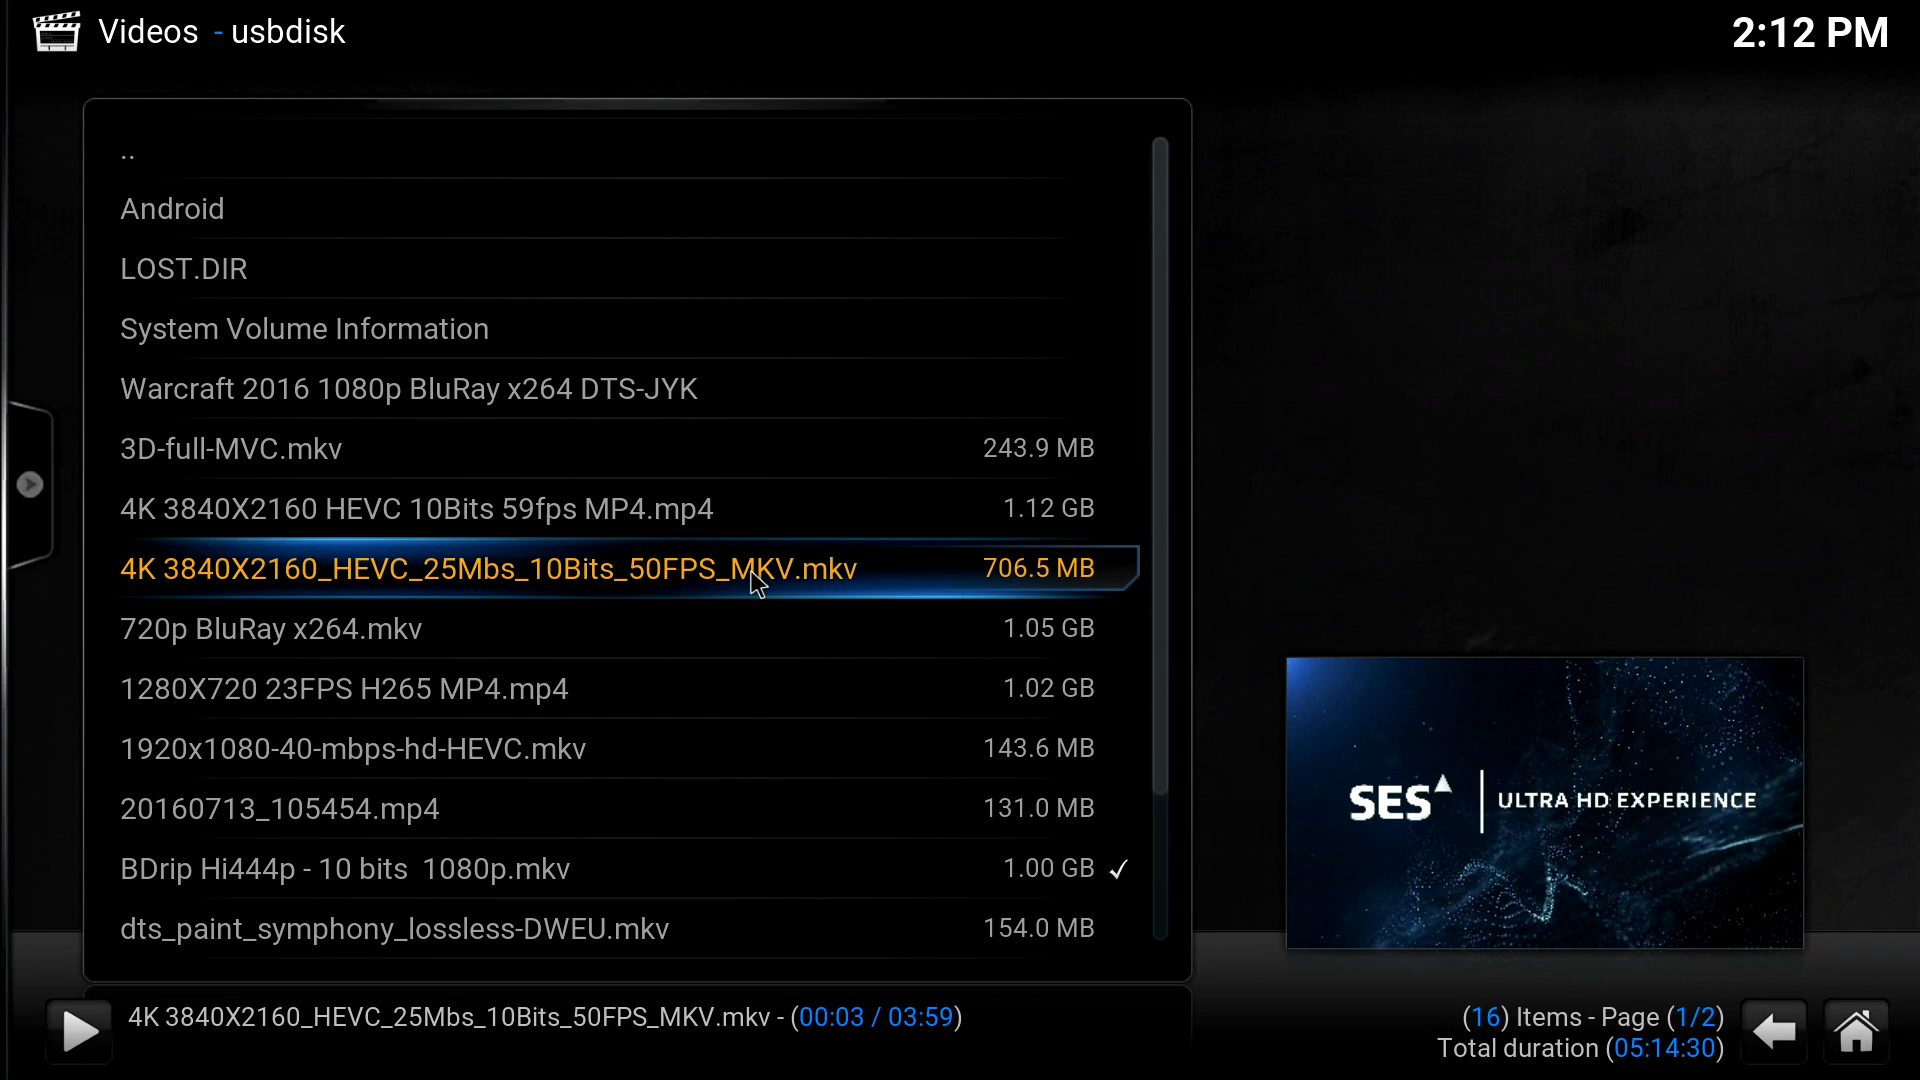 Videos - usbdisk
2:12 PM
..
Android
LOST.DIR
System Volume Information
Warcraft 2016 1080p BluRay x264 DTS-JYK
3D-full-MVC.mkv 243.9 MB
4K 3840X2160 HEVC 10Bits 59fps MP4.mp4 1.12 GB
4K 3840X2160_HEVC_25Mbs_10Bits_50FPS_MKV.mkv 706.5 MB
720p BluRay x264.mkv 1.05 GB
1280X720 23FPS H265 MP4.mp4 1.02 GB
1920x1080-40-mbps-hd-HEVC.mkv 143.6 MB
20160713_105454.mp4 131.0 MB
BDrip Hi444p - 10 bits  1080p.mkv 1.00 GB ✓
dts_paint_symphony_lossless-DWEU.mkv 154.0 MB
SES | ULTRA HD EXPERIENCE
4K 3840X2160_HEVC_25Mbs_10Bits_50FPS_MKV.mkv - (00:03 / 03:59)
(16) Items - Page (1/2)
Total duration (05:14:30)